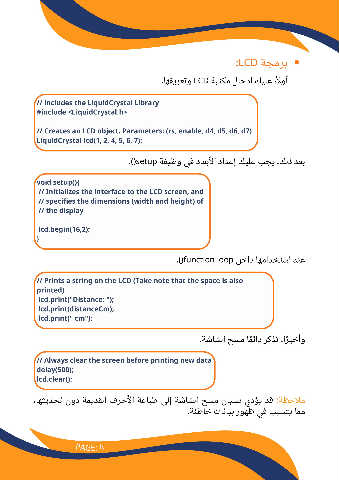 • برمجة LCD:
أولًا، عليك إدخال مكتبة LCD وتعريفها.
// includes the LiquidCrystal Library
#include <LiquidCrystal.h>
// Creates an LCD object. Parameters: (rs, enable, d4, d5, d6, d7)
LiquidCrystal lcd(1, 2, 4, 5, 6, 7);
بعد ذلك، يجب عليك إعداد الأبعاد في وظيفة setup().
void setup(){
// Initializes the interface to the LCD screen, and
// specifies the dimensions (width and height) of
// the display
lcd.begin(16,2);
}
عند استخدامها داخل function loop().
// Prints a string on the LCD (Take note that the space is also
printed)
lcd.print("Distance: ");
lcd.print(distanceCm);
lcd.print(" cm");
وأخيرًا، تذكر دائمًا مسح الشاشة.
// Always clear the screen before printing new data
delay(500);
lcd.clear();
ملاحظة: قد يؤدي نسيان مسح الشاشة إلى طباعة الأحرف القديمة دون تحديثها،
مما يتسبب في ظهور بيانات خاطئة.
PAGE: